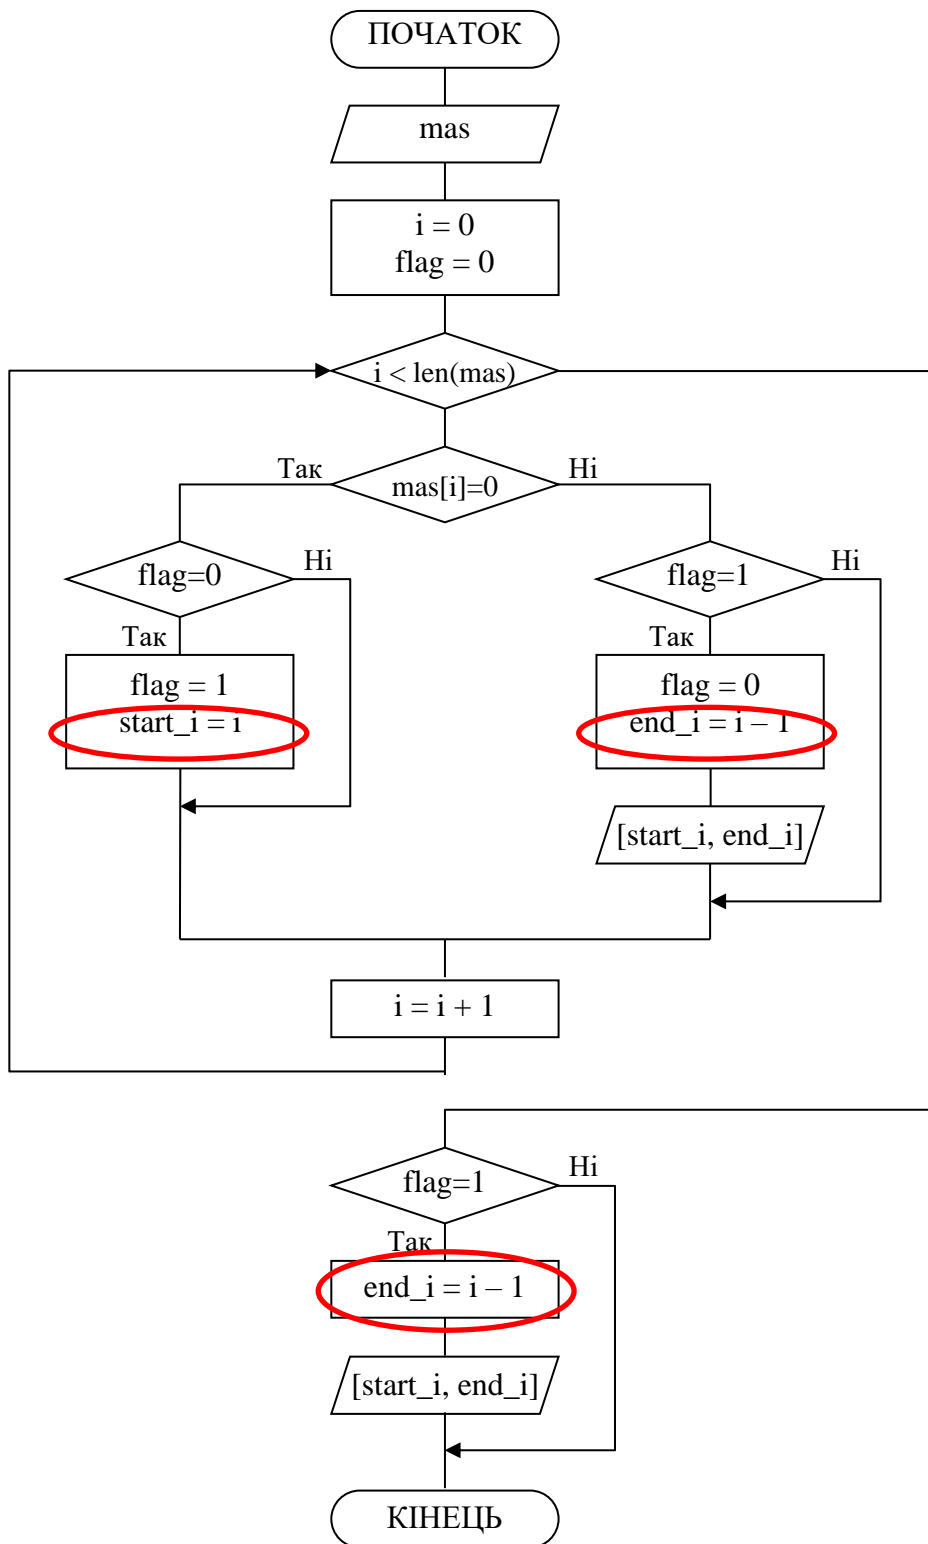 ПОЧАТОК
mas
i = 0
flag = 0
i < len(mas)
Так
mas[i]=0
Ні
flag=0
Ні
flag=1
Ні
Так
Так
flag = 1
start_i = i
flag = 0
end_i = i – 1
[start_i, end_i]
i = i + 1
flag=1
Ні
Так
end_i = i – 1
[start_i, end_i]
КІНЕЦЬ